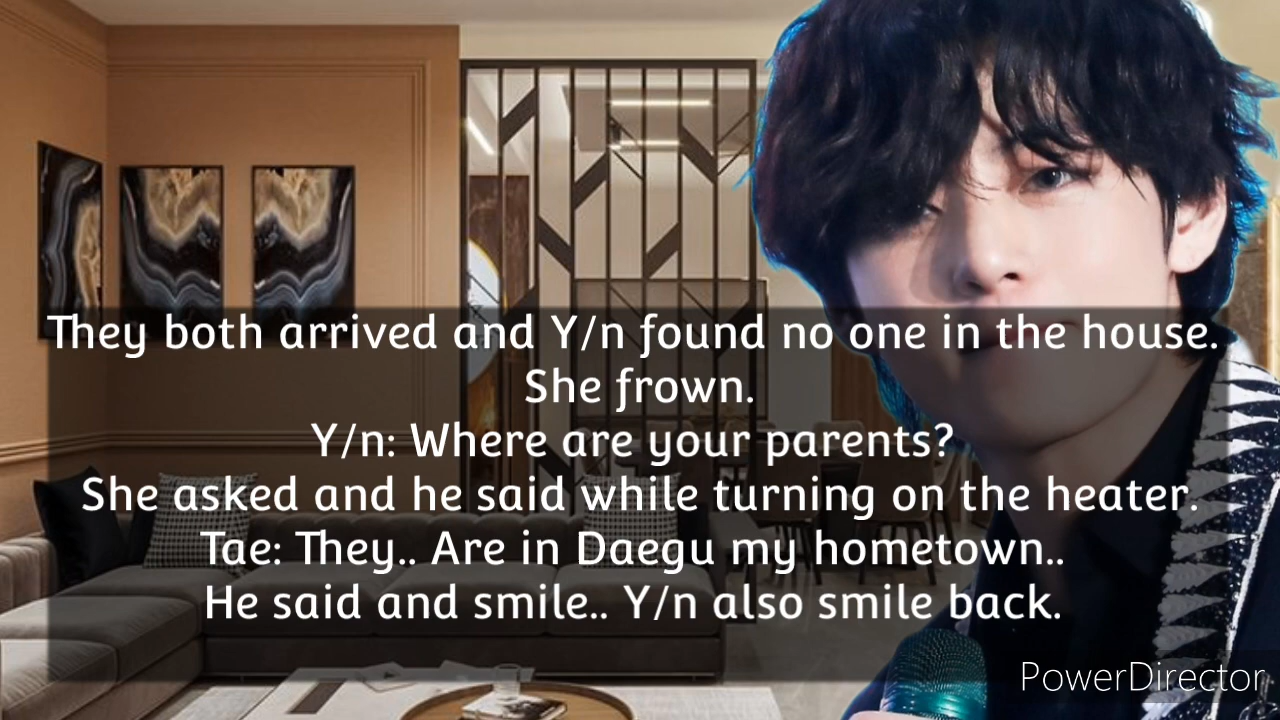 They both arrived and Y/n found no one in the house.
She frown.
Y/n: Where are your parents?
She asked and he said while turning on the heater.
Tae: They.. Are in Daegu my hometown..
He said and smile.. Y/n also smile back.
PowerDirector